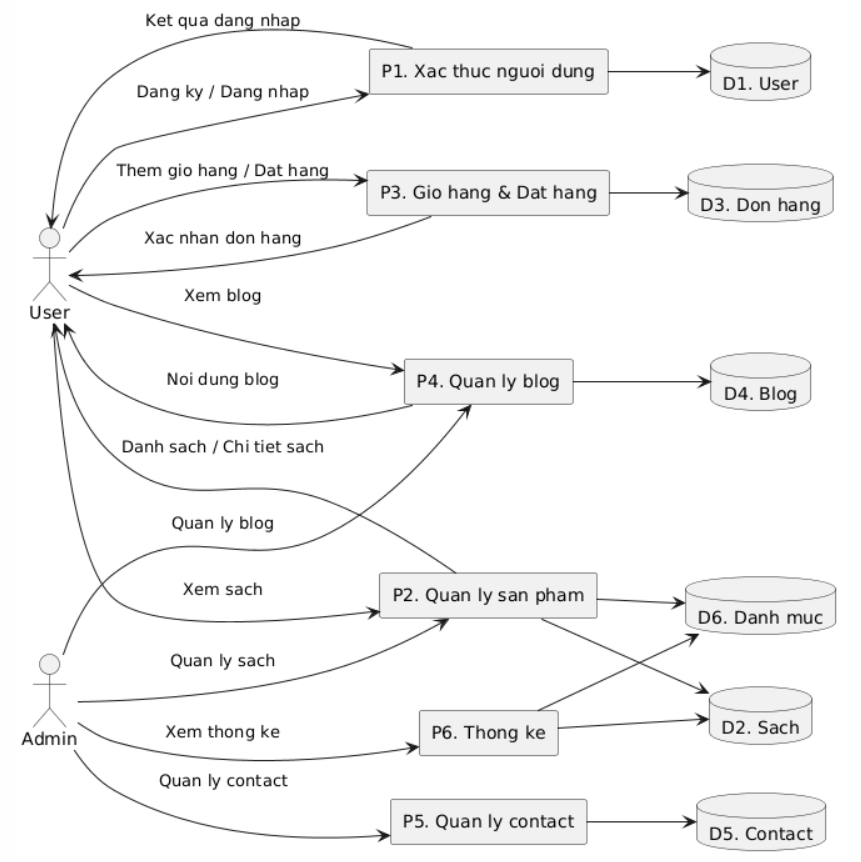 Ket qua dang nhap
P1. Xac thuc nguoi dung
D1. User
Dang ky / Dang nhap
Them gio hang / Dat hang
P3. Gio hang & Dat hang
D3. Don hang
Xac nhan don hang
User
Xem blog
Noi dung blog
P4. Quan ly blog
D4. Blog
Danh sach / Chi tiet sach
Quan ly blog
Xem sach
P2. Quan ly san pham
D6. Danh muc
Quan ly sach
Admin
Xem thong ke
P6. Thong ke
D2. Sach
Quan ly contact
P5. Quan ly contact
D5. Contact